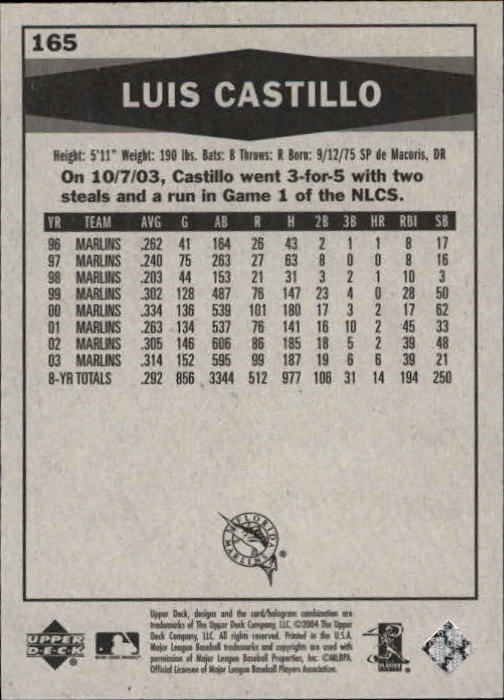 165
LUIS CASTILLO
Height: 5'11" Weight: 190 lbs. Bats: B Throws: R Born: 9/12/75 SP de Macoris, DR
On 10/7/03, Castillo went 3-for-5 with two
steals and a run in Game 1 of the NLCS.
YR TEAM AVG G AB R H 2B 3B HR RBI SB
96 MARLINS .262 41 164 26 43 2 1 1 8 17
97 MARLINS .240 75 263 27 63 8 0 0 8 16
98 MARLINS .203 44 153 21 31 3 2 1 10 3
99 MARLINS .302 128 487 76 147 23 4 0 28 50
00 MARLINS .334 136 539 101 180 17 3 2 17 62
01 MARLINS .263 134 537 76 141 16 10 2 45 33
02 MARLINS .305 146 606 86 185 18 5 2 39 48
03 MARLINS .314 152 595 99 187 19 6 6 39 21
8-YR TOTALS .292 856 3344 512 977 106 31 14 194 250
FLORIDA
MARLINS
®
Upper Deck, designs and the card/hologram combination are
trademarks of The Upper Deck Company, LLC. ©2004 The Upper
Deck Company, LLC. All rights reserved. Printed in the U.S.A.
Major League Baseball trademarks and copyrights are used with
permission of Major League Baseball Properties, Inc. ©MLBPA.
Official Licensee of Major League Baseball Players Association.
UPPER
DECK